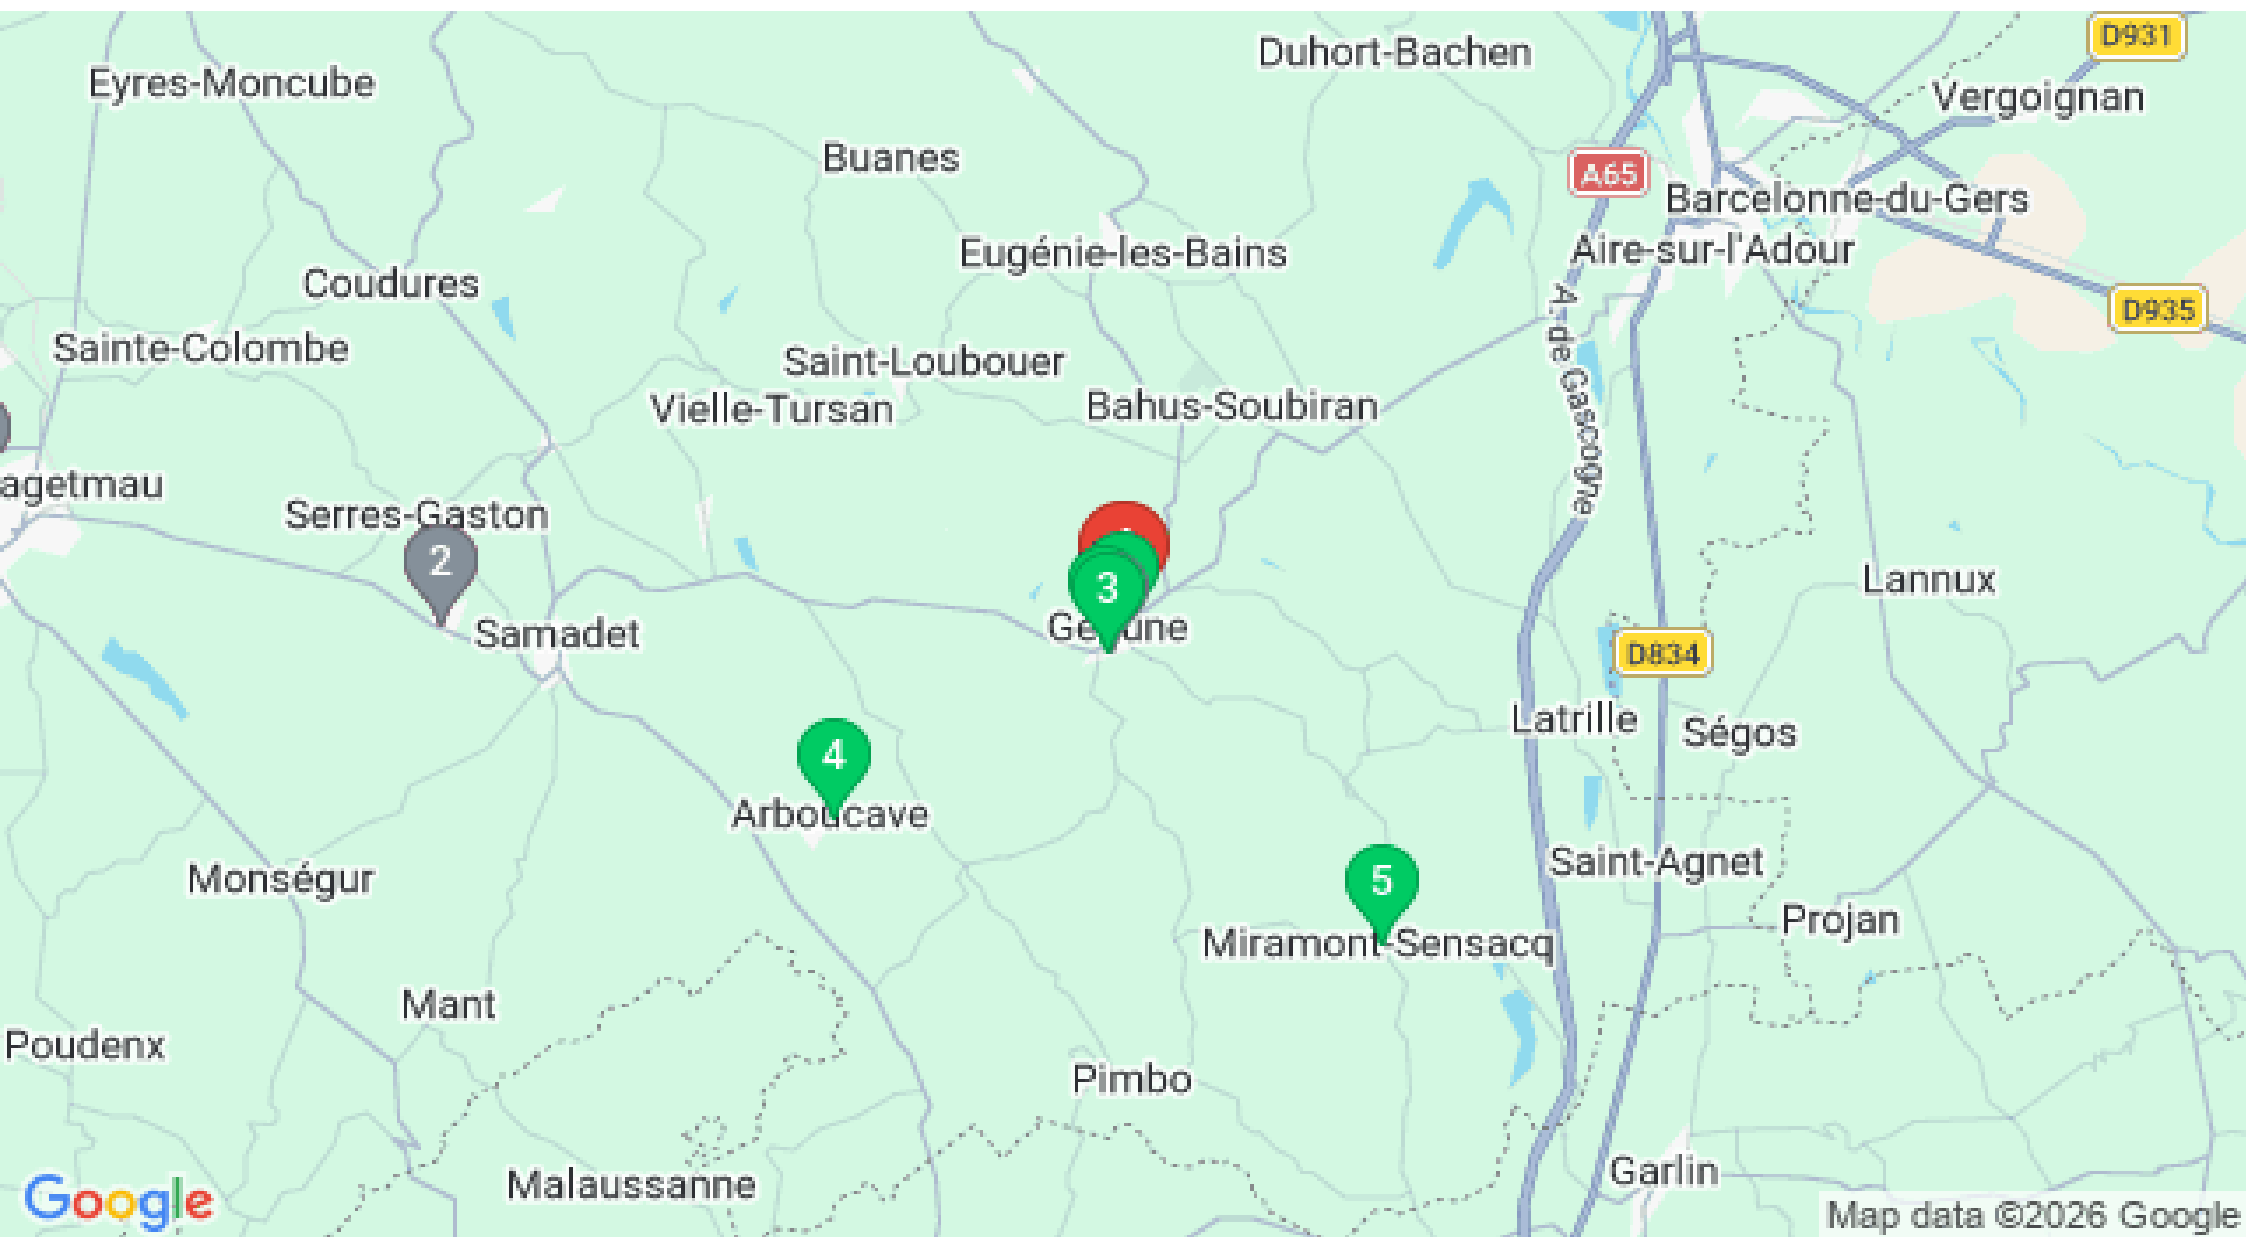 D931
Duhort-Bachen
Eyres-Moncube
Vergoignan
Buanes
A65
Barcelonne-du-Gers
Eugénie-les-Bains
Aire-sur-l'Adour
Coudures
D935
A. de Gascogne
Sainte-Colombe
Saint-Loubouer
Vielle-Tursan
Bahus-Soubiran
agetmau
Serres-Gaston
2
3
Lannux
Samadet
D834
Latrille
Ségos
4
Arboucave
Saint-Agnet
Monségur
5
Projan
Miramont-Sensacq
Mant
Poudenx
Pimbo
Garlin
Malaussanne
Google
Map data ©2026 Google